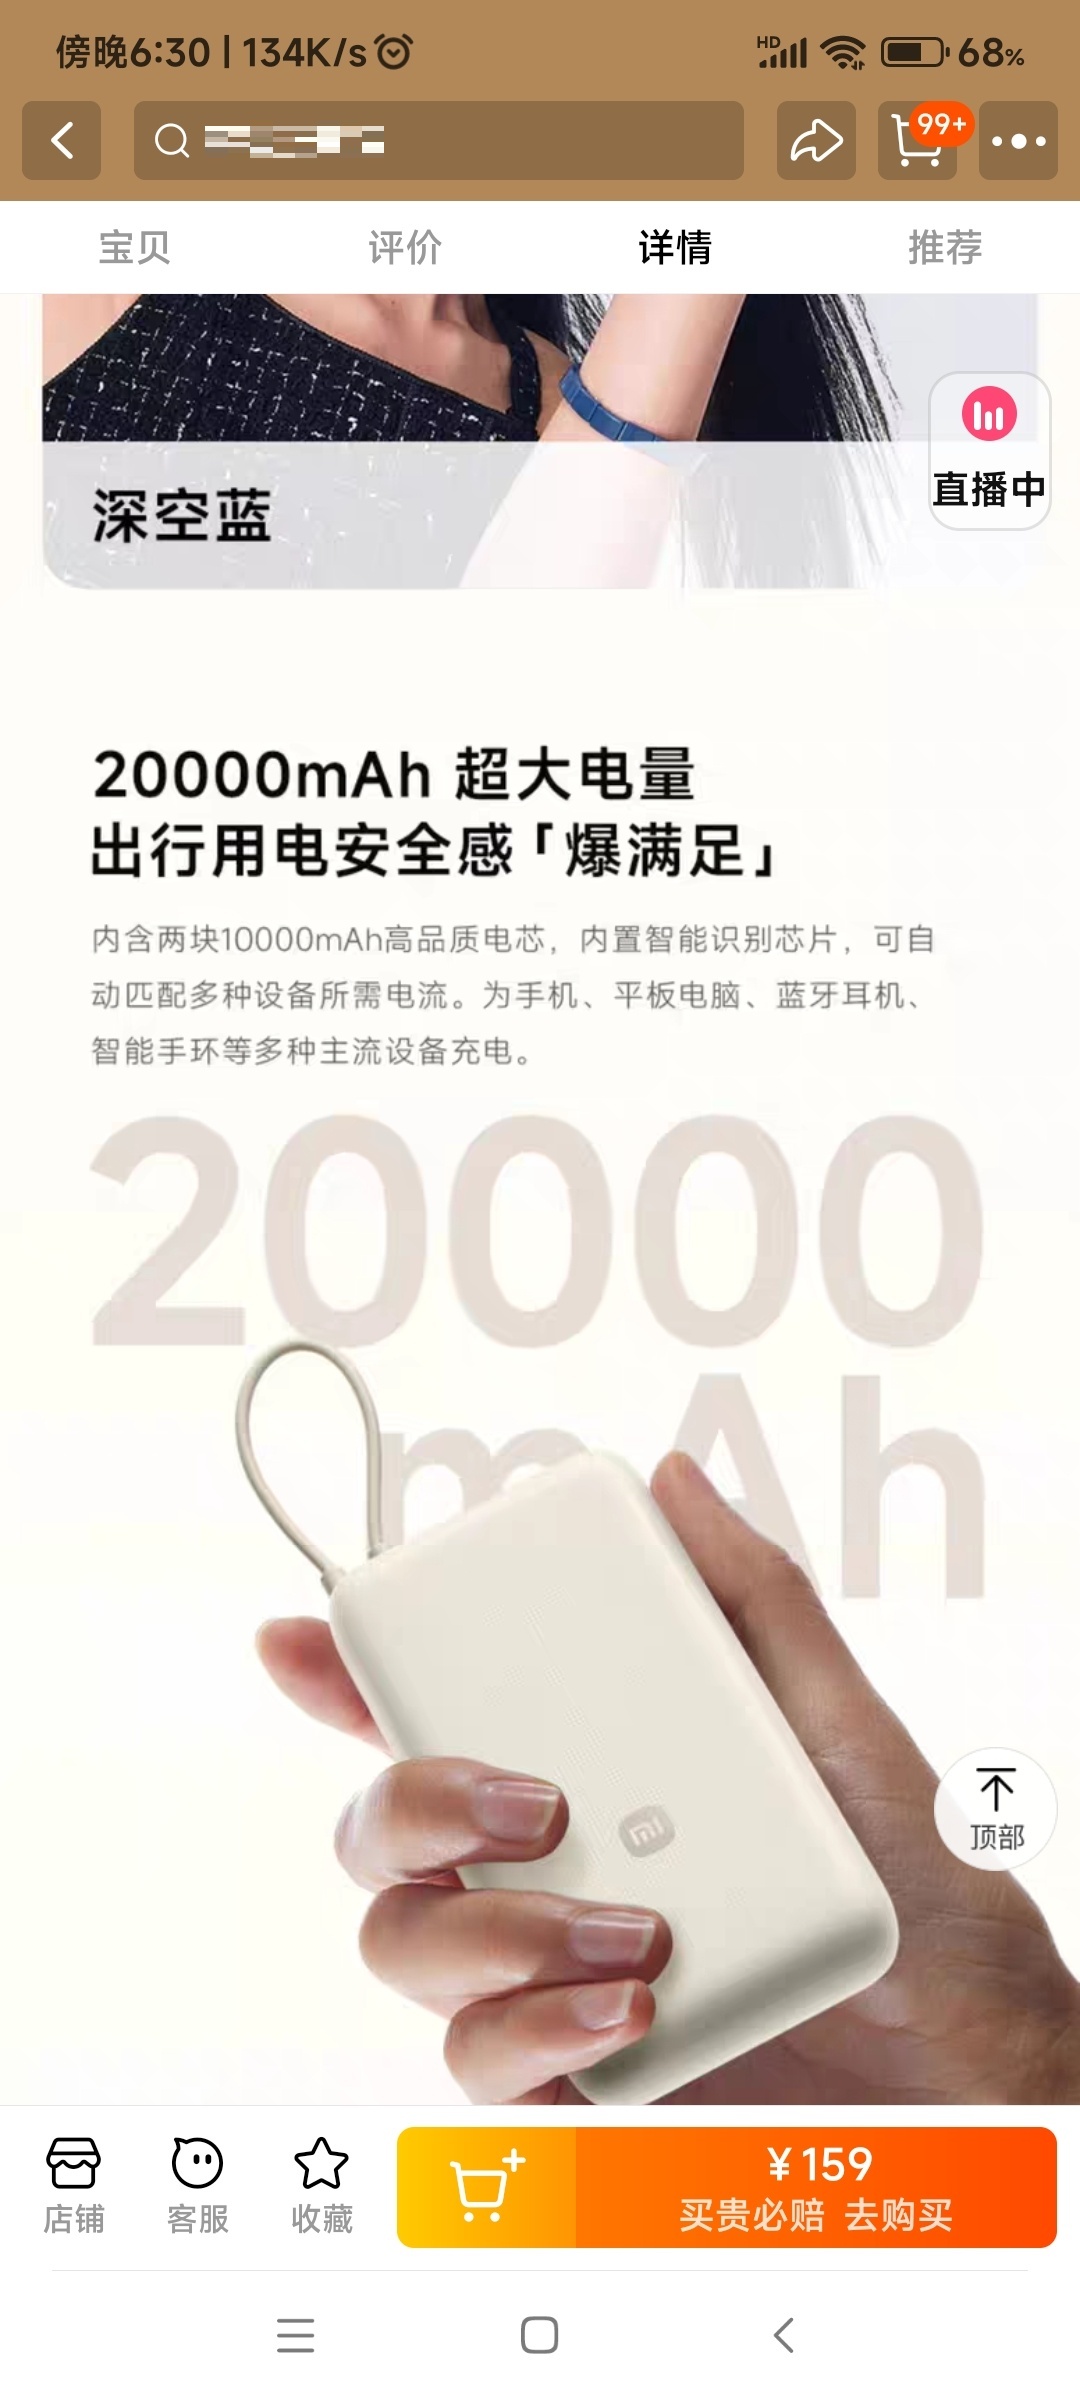 傍晚6:30 | 134K/s
HD
68%
99+
宝贝 评价 详情 推荐
直播中
深空蓝
20000mAh 超大电量
出行用电安全感「爆满足」
内含两块10000mAh高品质电芯，内置智能识别芯片，可自
动匹配多种设备所需电流。为手机、平板电脑、蓝牙耳机、
智能手环等多种主流设备充电。
20000
mAh
mi
顶部
店铺 客服 收藏
¥159
买贵必赔 去购买